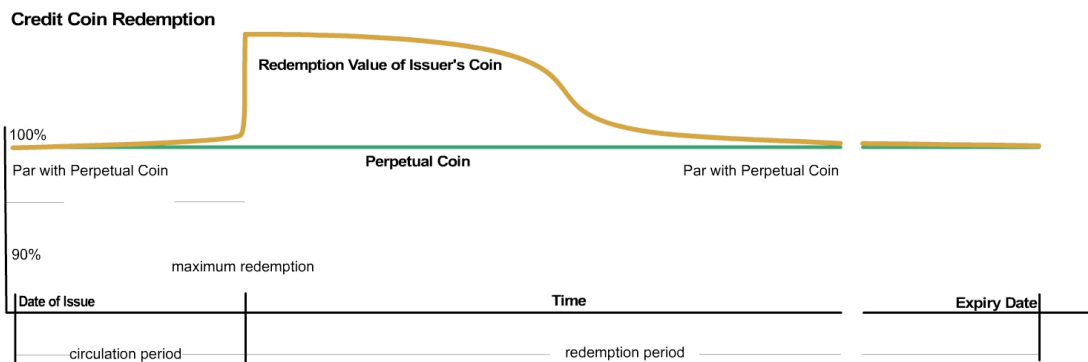 Credit Coin Redemption
Redemption Value of Issuer's Coin
100%
Perpetual Coin
Par with Perpetual Coin
Par with Perpetual Coin
90%
maximum redemption
Date of Issue
Time
Expiry Date
circulation period
redemption period